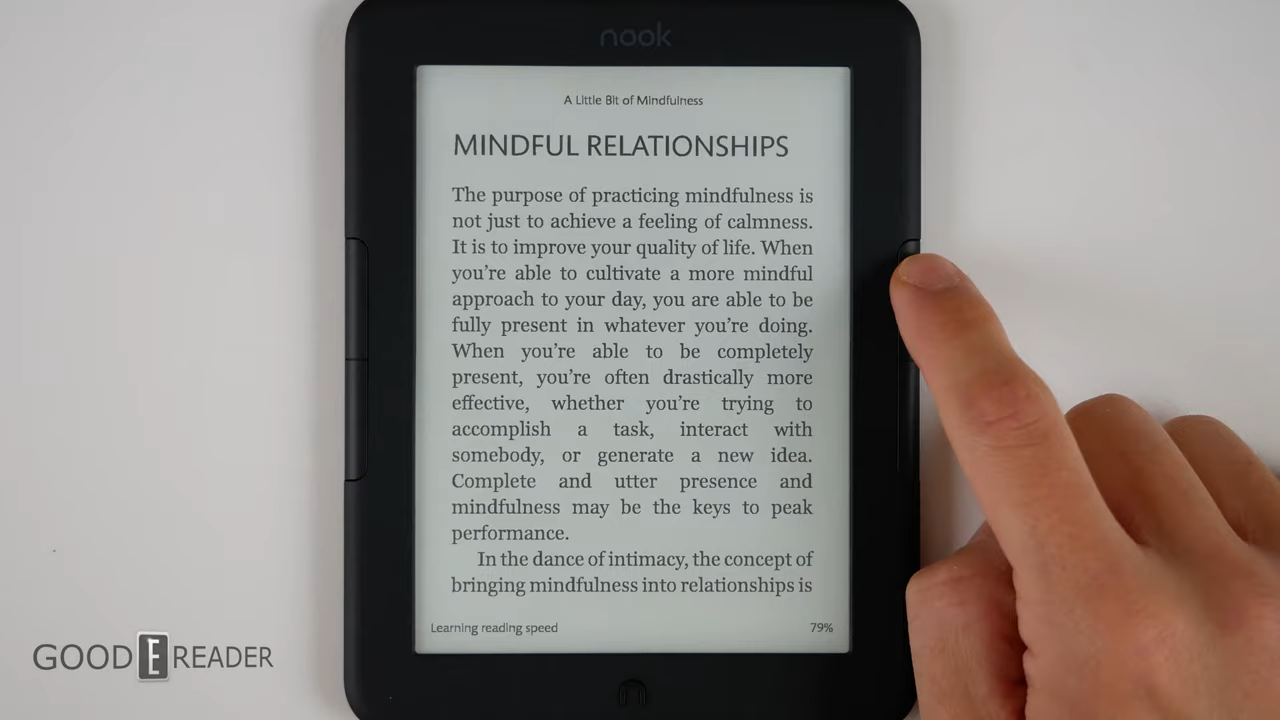 nook
A Little Bit of Mindfulness
MINDFUL RELATIONSHIPS
The purpose of practicing mindfulness is
not just to achieve a feeling of calmness.
It is to improve your quality of life. When
you’re able to cultivate a more mindful
approach to your day, you are able to be
fully present in whatever you’re doing.
When you’re able to be completely
present, you’re often drastically more
effective, whether you’re trying to
accomplish a task, interact with
somebody, or generate a new idea.
Complete and utter presence and
mindfulness may be the keys to peak
performance.
In the dance of intimacy, the concept of
bringing mindfulness into relationships is
Learning reading speed 79%
GOOD E READER